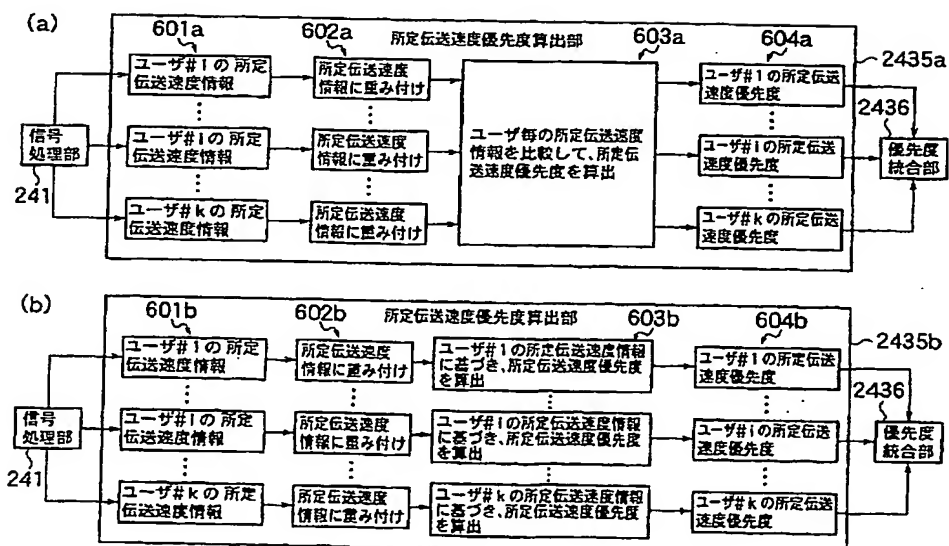 (a)
601a
602a
所定伝送速度優先度算出部
603a
604a
2435a
ユーザ#1の所定
伝送速度情報
所定伝送速度
情報に重み付け
ユーザ#1の所定伝送
速度優先度
2436
信号
処理部
241
ユーザ#iの所定
伝送速度情報
所定伝送速度
情報に重み付け
ユーザ毎の所定伝送速度
情報を比較して、所定伝
送速度優先度を算出
ユーザ#iの所定伝送
速度優先度
優先度
統合部
ユーザ#kの所定
伝送速度情報
所定伝送速度
情報に重み付け
ユーザ#kの所定伝送
速度優先度
(b)
601b
602b
所定伝送速度優先度算出部
603b
604b
2435b
ユーザ#1の所定
伝送速度情報
所定伝送速度
情報に重み付け
ユーザ#1の所定伝送速度情報
に基づき、所定伝送速度優先度
を算出
ユーザ#1の所定伝送
速度優先度
2436
信号
処理部
241
ユーザ#iの所定
伝送速度情報
所定伝送速度
情報に重み付け
ユーザ#iの所定伝送速度情報
に基づき、所定伝送速度優先度
を算出
ユーザ#iの所定伝送
速度優先度
優先度
統合部
ユーザ#kの所定
伝送速度情報
所定伝送速度
情報に重み付け
ユーザ#kの所定伝送速度情報
に基づき、所定伝送速度優先度
を算出
ユーザ#kの所定伝送
速度優先度